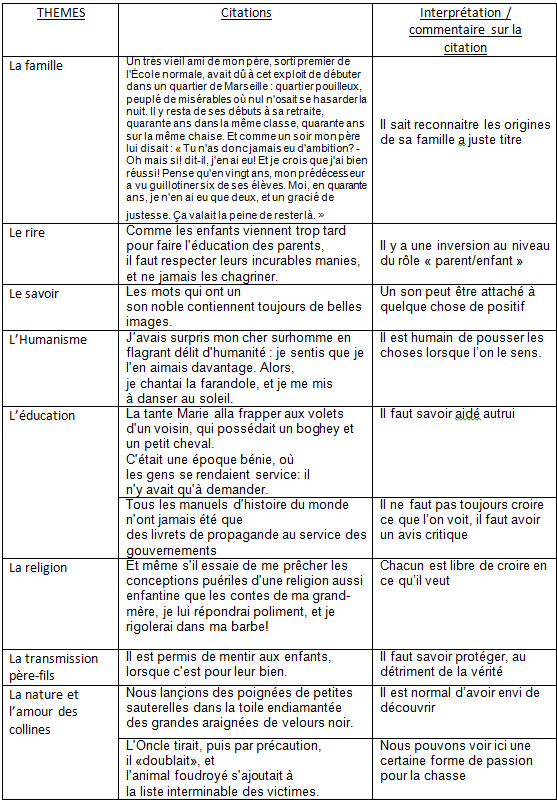 THEMES
Citations
Interprétation /
commentaire sur la
citation
La famille
Un très vieil ami de mon père, sorti premier de
l'École normale, avait dû à cet exploit de débuter
dans un quartier de Marseille : quartier pouilleux,
peuplé de misérables où nul n'osait se hasarder la
nuit. Il y resta de ses débuts à sa retraite,
quarante ans dans la même classe, quarante ans
sur la même chaise. Et comme un soir mon père
lui disait : « Tu n'as donc jamais eu d'ambition? -
Oh mais si! dit-il, j'en ai eu! Et je crois que j'ai bien
réussi! Pense qu'en vingt ans, mon prédécesseur
a vu guillotiner six de ses élèves. Moi, en quarante
ans, je n'en ai eu que deux, et un gracié de
justesse. Ça valait la peine de rester là. »
Il sait reconnaitre les origines
de sa famille a juste titre
Le rire
Comme les enfants viennent trop tard
pour faire l'éducation des parents,
il faut respecter leurs incurables manies,
et ne jamais les chagriner.
Il y a une inversion au niveau
du rôle « parent/enfant »
Le savoir
Les mots qui ont un
son noble contiennent toujours de belles
images.
Un son peut être attaché à
quelque chose de positif
L'Humanisme
J'avais surpris mon cher surhomme en
flagrant délit d'humanité : je sentis que je
l'en aimais davantage. Alors,
je chantai la farandole, et je me mis
à danser au soleil.
Il est humain de pousser les
choses lorsque l'on le sens.
L'éducation
La tante Marie alla frapper aux volets
d'un voisin, qui possédait un boghey et
un petit cheval.
C'était une époque bénie, où
les gens se rendaient service: il
n'y avait qu'à demander.
Il faut savoir aidé autrui
Tous les manuels d'histoire du monde
n'ont jamais été que
des livrets de propagande au service des
gouvernements
Il ne faut pas toujours croire
ce que l'on voit, il faut avoir
un avis critique
La religion
Et même s'il essaie de me prêcher les
conceptions puériles d'une religion aussi
enfantine que les contes de ma grand-
mère, je lui répondrai poliment, et je
rigolerai dans ma barbe!
Chacun est libre de croire en
ce qu'il veut
La transmission
père-fils
Il est permis de mentir aux enfants,
lorsque c'est pour leur bien.
Il faut savoir protéger, au
détriment de la vérité
La nature et
l'amour des
collines
Nous lançions des poignées de petites
sauterelles dans la toile endiamantée
des grandes araignées de velours noir.
Il est normal d'avoir envi de
découvrir
L'Oncle tirait, puis par précaution,
il «doublait», et
l'animal foudroyé s'ajoutait à
la liste interminable des victimes.
Nous pouvons voir ici une
certaine forme de passion
pour la chasse